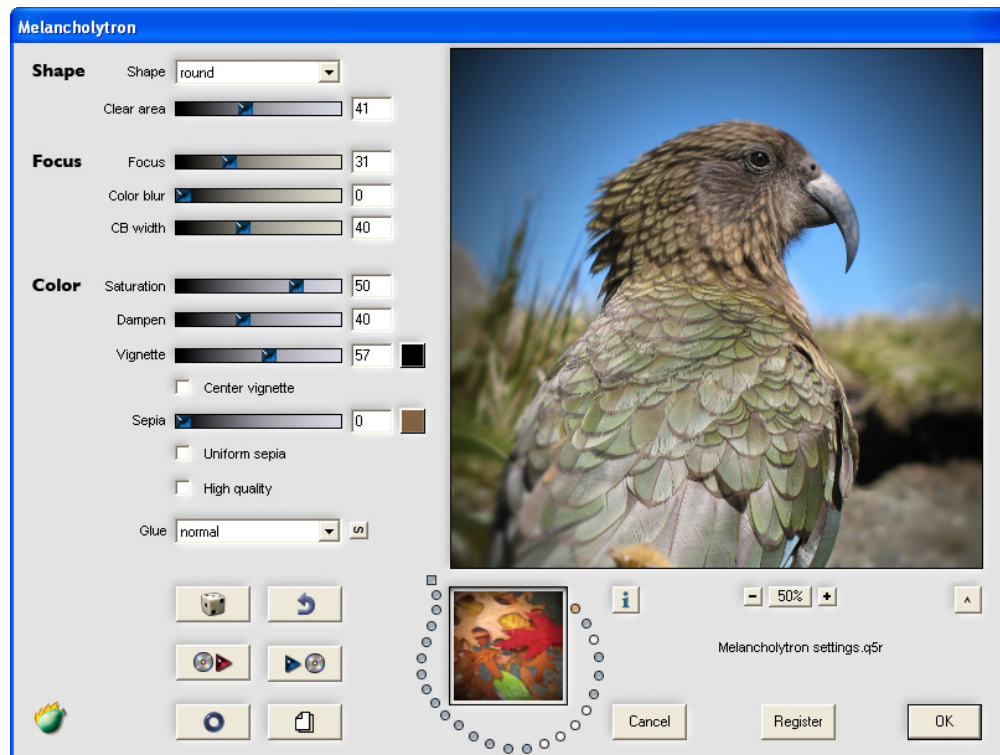 Melancholytron
Shape
Shape round
Clear area 41
Focus
Focus 31
Color blur 0
CB width 40
Color
Saturation 50
Dampen 40
Vignette 57
Center vignette
Sepia 0
Uniform sepia
High quality
Glue normal S
i
- 50% + ^
Melancholytron settings.q5r
Cancel Register OK